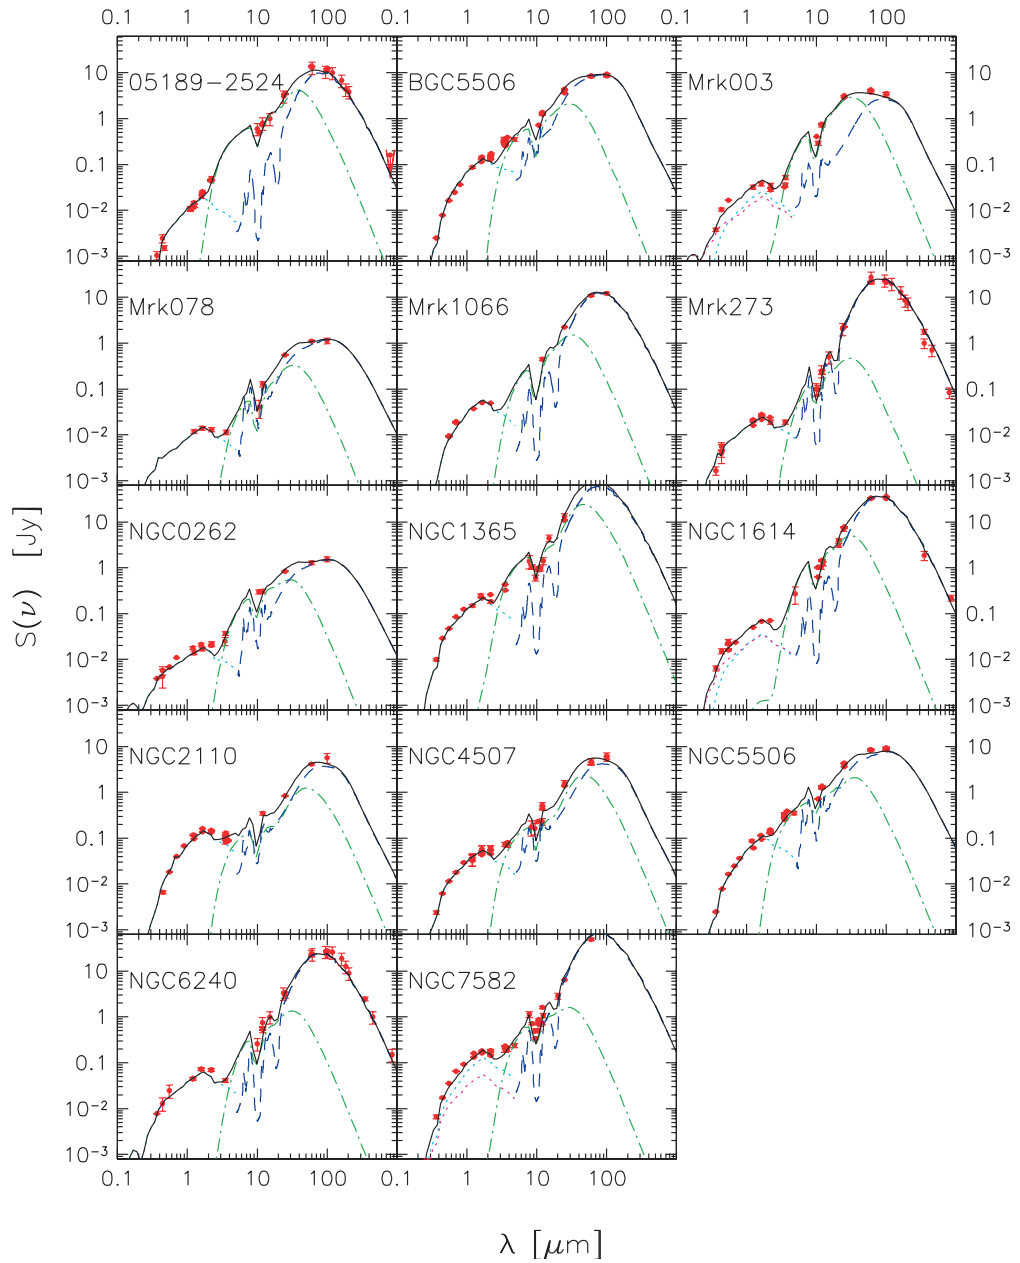 0.1 1 10 100 0.1 1 10 100 0.1 1 10 100
05189−2524 BGC5506 Mrk003
10 10
1 1
0.1 0.1
10−2 10−2
10−3 10−3
Mrk078 Mrk1066 Mrk273
10 10
1 1
0.1 0.1
10−2 10−2
10−3 10−3
NGC0262 NGC1365 NGC1614
10 10
1 1
0.1 0.1
10−2 10−2
10−3 10−3
NGC2110 NGC4507 NGC5506
10 10
1 1
0.1 0.1
10−2 10−2
10−3 10−3
NGC6240 NGC7582
10
1
0.1
10−2
10−3
0.1 1 10 100 0.1 1 10 100
S(ν) [Jy]
λ [μm]